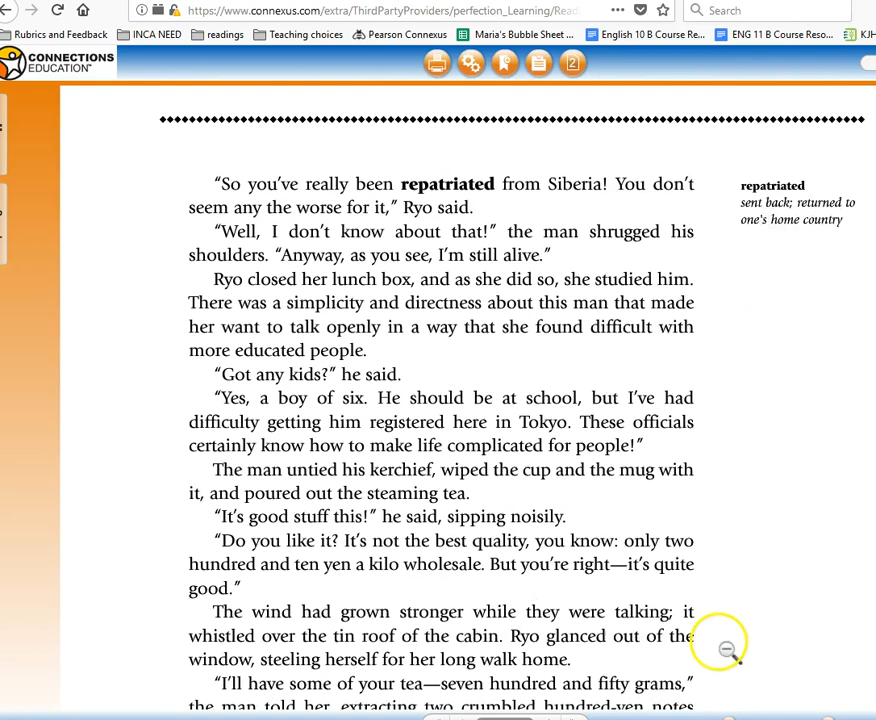 https://www.connexus.com/extra/ThirdPartyProviders/perfection_Learning/Rea
Search
Rubrics and Feedback
INCA NEED
readings
Teaching choices
Pearson Connexus
Maria's Bubble Sheet ...
English 10 B Course Re...
ENG 11 B Course Reso...
KJH
CONNECTIONS
EDUCATION™
2
“So you’ve really been repatriated from Siberia! You don’t
seem any the worse for it,” Ryo said.
“Well, I don’t know about that!” the man shrugged his
shoulders. “Anyway, as you see, I’m still alive.”
Ryo closed her lunch box, and as she did so, she studied him.
There was a simplicity and directness about this man that made
her want to talk openly in a way that she found difficult with
more educated people.
“Got any kids?” he said.
“Yes, a boy of six. He should be at school, but I’ve had
difficulty getting him registered here in Tokyo. These officials
certainly know how to make life complicated for people!”
The man untied his kerchief, wiped the cup and the mug with
it, and poured out the steaming tea.
“It’s good stuff this!” he said, sipping noisily.
“Do you like it? It’s not the best quality, you know: only two
hundred and ten yen a kilo wholesale. But you’re right—it’s quite
good.”
The wind had grown stronger while they were talking; it
whistled over the tin roof of the cabin. Ryo glanced out of the
window, steeling herself for her long walk home.
“I’ll have some of your tea—seven hundred and fifty grams,”
the man told her, extracting two crumbled hundred-yen notes
repatriated
sent back; returned to
one's home country